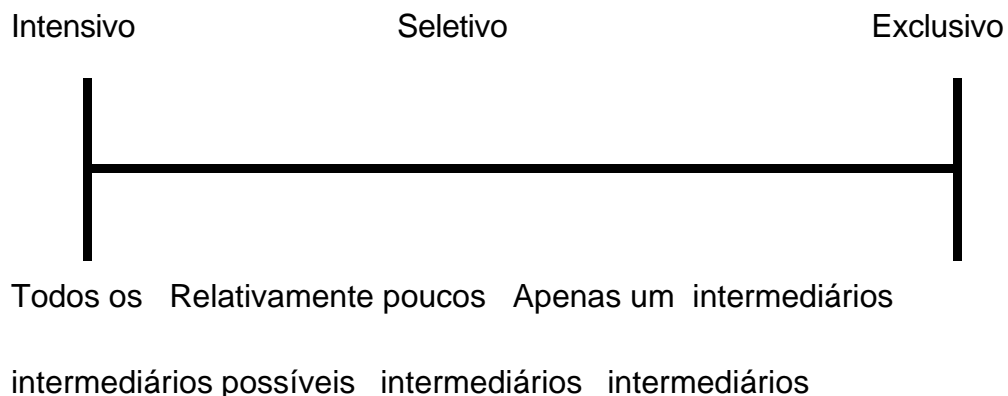 Intensivo Seletivo Exclusivo
Todos os Relativamente poucos Apenas um intermediários
intermediários possíveis intermediários intermediários